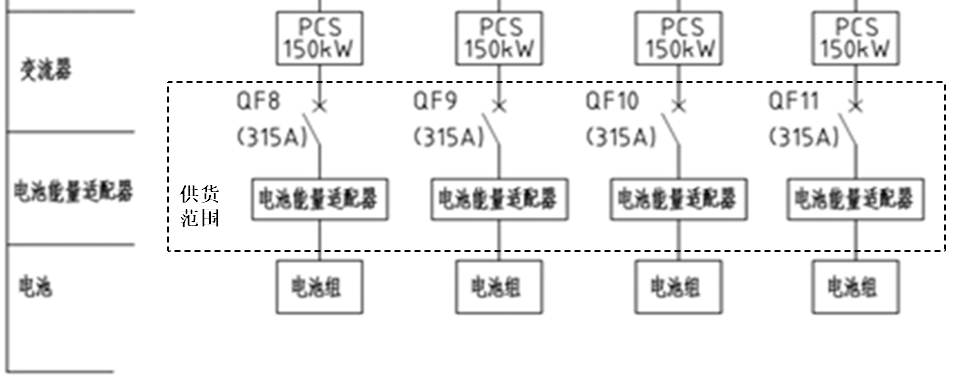 PCS 150kW
PCS 150kW
PCS 150kW
PCS 150kW
变流器
QF8
(315A)
QF9
(315A)
QF10
(315A)
QF11
(315A)
电池能量适配器
供货
范围
电池能量适配器
电池能量适配器
电池能量适配器
电池能量适配器
电池
电池组
电池组
电池组
电池组